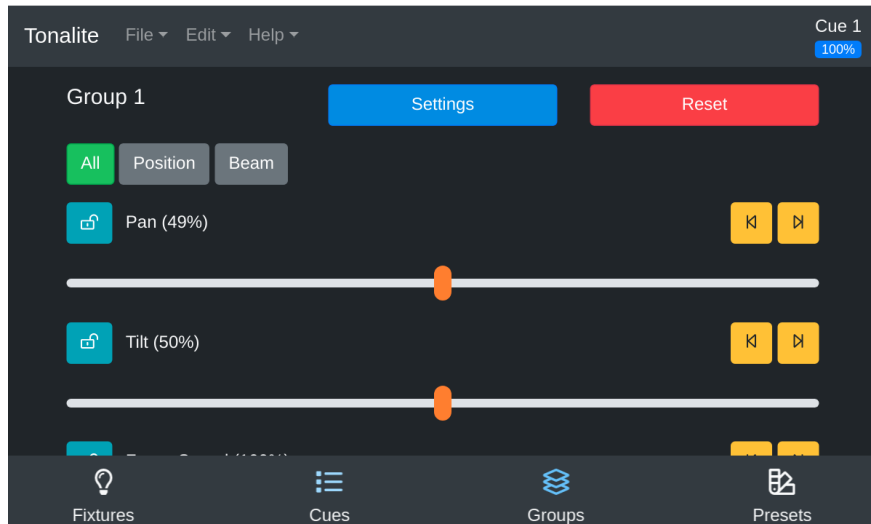 Tonalite File Edit Help Cue 1
100%
Group 1 Settings Reset
All Position Beam
Pan (49%)
Tilt (50%)
Fixtures Cues Groups Presets